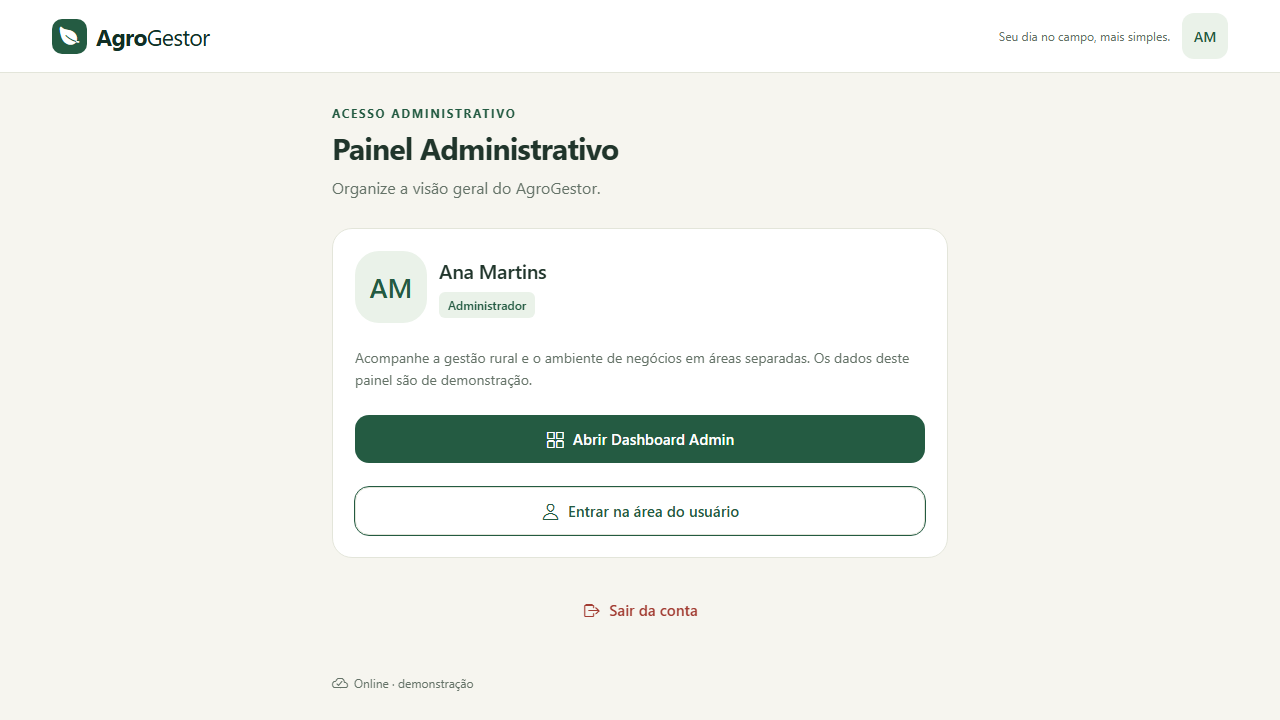 AgroGestor
Seu dia no campo, mais simples.
AM
ACESSO ADMINISTRATIVO
Painel Administrativo
Organize a visão geral do AgroGestor.
AM
Ana Martins
Administrador
Acompanhe a gestão rural e o ambiente de negócios em áreas separadas. Os dados deste
painel são de demonstração.
Abrir Dashboard Admin
Entrar na área do usuário
Sair da conta
Online · demonstração